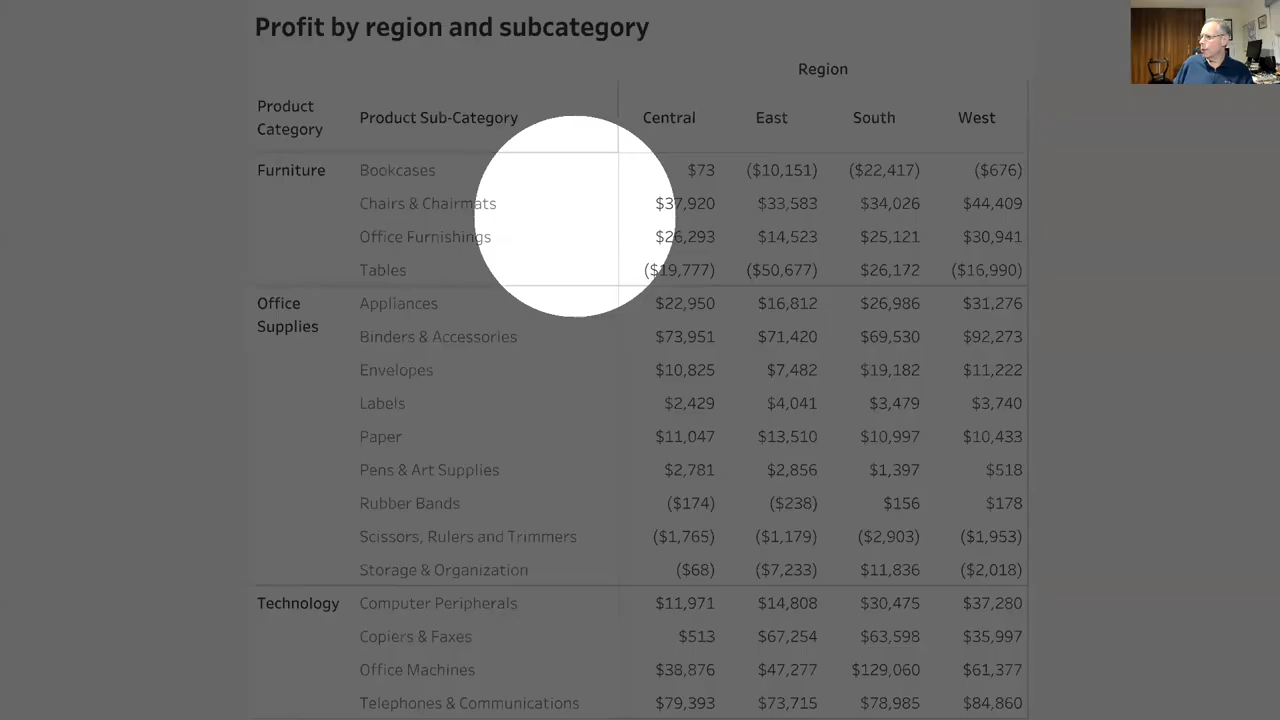 Profit by region and subcategory
Region
Product Category Product Sub-Category Central East South West
Furniture Bookcases $73 ($10,151) ($22,417) ($676)
Chairs & Chairmats $37,920 $33,583 $34,026 $44,409
Office Furnishings $26,293 $14,523 $25,121 $30,941
Tables ($19,777) ($50,677) $26,172 ($16,990)
Office Supplies Appliances $22,950 $16,812 $26,986 $31,276
Binders & Accessories $73,951 $71,420 $69,530 $92,273
Envelopes $10,825 $7,482 $19,182 $11,222
Labels $2,429 $4,041 $3,479 $3,740
Paper $11,047 $13,510 $10,997 $10,433
Pens & Art Supplies $2,781 $2,856 $1,397 $518
Rubber Bands ($174) ($238) $156 $178
Scissors, Rulers and Trimmers ($1,765) ($1,179) ($2,903) ($1,953)
Storage & Organization ($68) ($7,233) $11,836 ($2,018)
Technology Computer Peripherals $11,971 $14,808 $30,475 $37,280
Copiers & Faxes $513 $67,254 $63,598 $35,997
Office Machines $38,876 $47,277 $129,060 $61,377
Telephones & Communications $79,393 $73,715 $78,985 $84,860